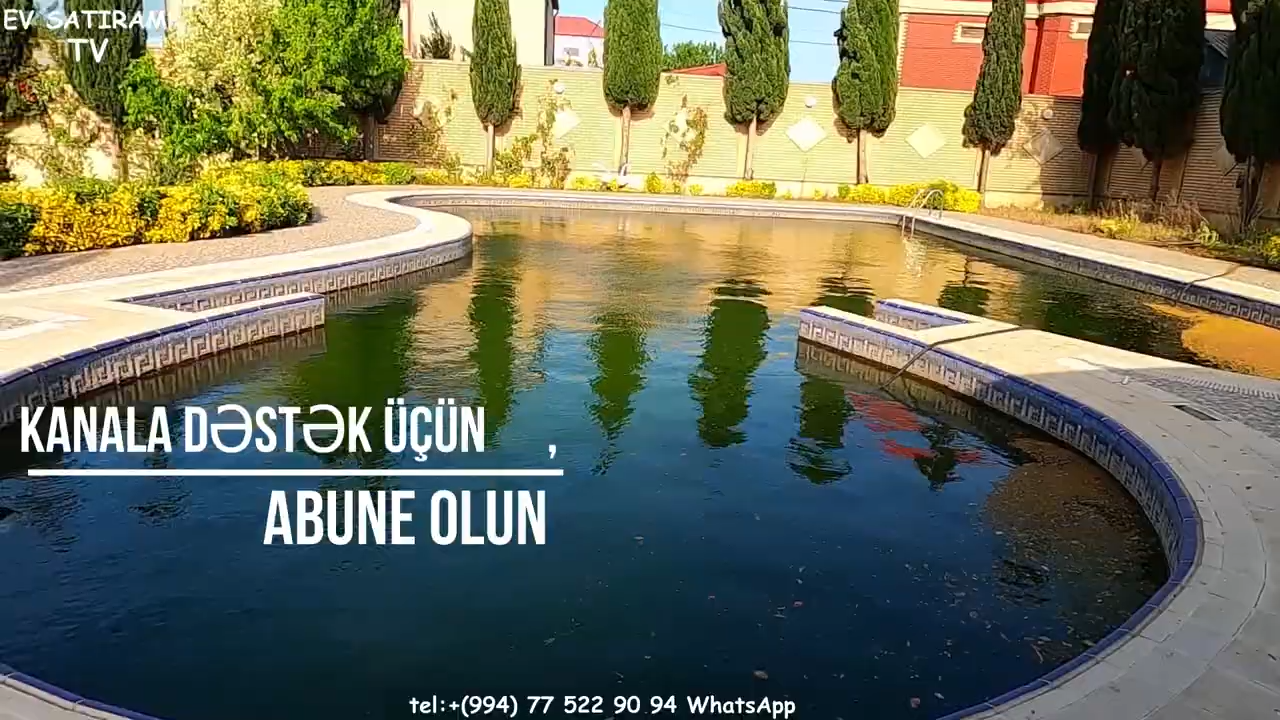 EV SATIRAM
TV
KANALA DƏSTƏK ÜÇÜN ,
ABUNE OLUN
tel:+(994) 77 522 90 94 WhatsApp